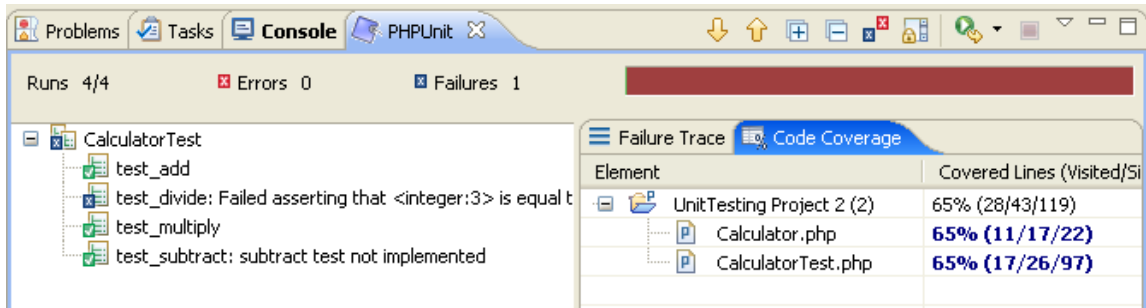 Problems Tasks Console PHPUnit
Runs 4/4 Errors 0 Failures 1
CalculatorTest
test_add
test_divide: Failed asserting that <integer:3> is equal t
test_multiply
test_subtract: subtract test not implemented
Failure Trace Code Coverage
Element Covered Lines (Visited/Si
UnitTesting Project 2 (2) 65% (28/43/119)
Calculator.php 65% (11/17/22)
CalculatorTest.php 65% (17/26/97)